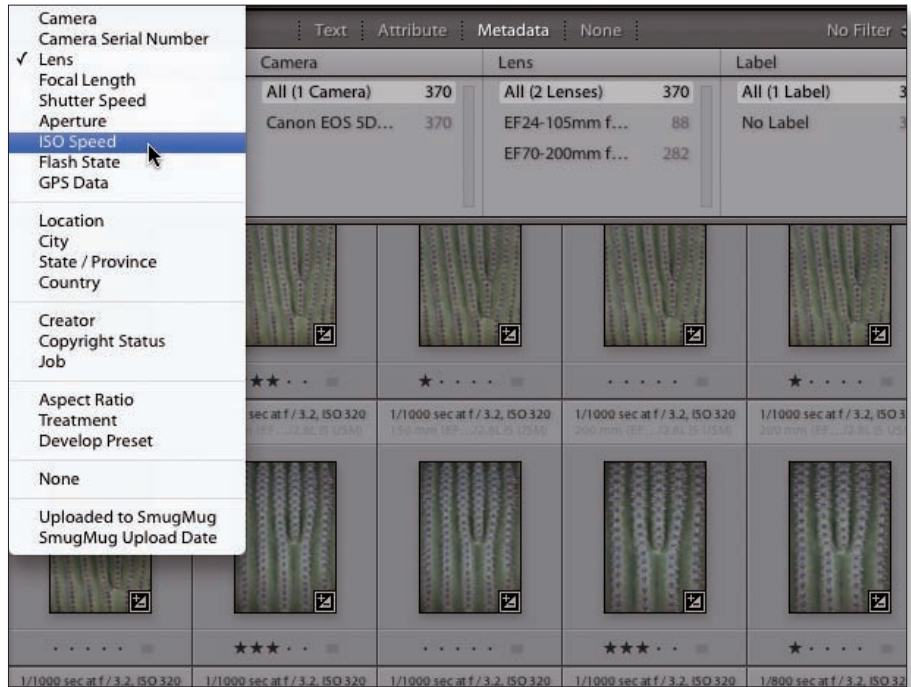 Camera
Camera Serial Number
✓ Lens
Focal Length
Shutter Speed
Aperture
ISO Speed
Flash State
GPS Data
Location
City
State / Province
Country
Creator
Copyright Status
Job
Aspect Ratio
Treatment
Develop Preset
None
Uploaded to SmugMug
SmugMug Upload Date
Text Attribute Metadata None No Filter
Camera Lens Label
All (1 Camera) 370 All (2 Lenses) 370 All (1 Label) 3
Canon EOS 5D... 370 EF24-105mm f... 88 No Label
EF70-200mm f... 282
sec at f / 3.2, ISO 320 1/1000 sec at f / 3.2, ISO 320 1/1000 sec at f / 3.2, ISO 320 1/1000 sec at f / 3.2, ISO 3
1/1000 sec at f / 3.2, ISO 320 1/1000 sec at f / 3.2, ISO 320 1/1000 sec at f / 3.2, ISO 320 1/1000 sec at f / 3.2, ISO 320 1/800 sec at f / 3.2, ISO 32